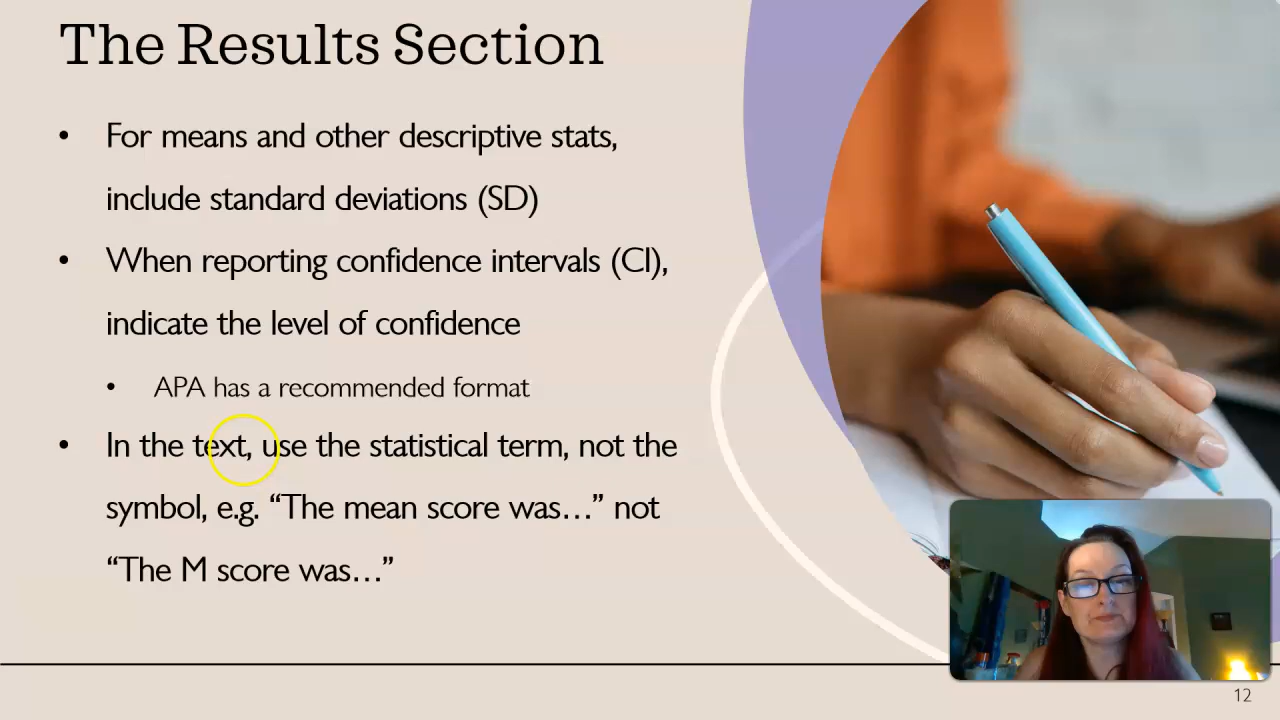 The Results Section
• For means and other descriptive stats,
include standard deviations (SD)
• When reporting confidence intervals (CI),
indicate the level of confidence
• APA has a recommended format
• In the text, use the statistical term, not the
symbol, e.g. “The mean score was…” not
“The M score was…”
12